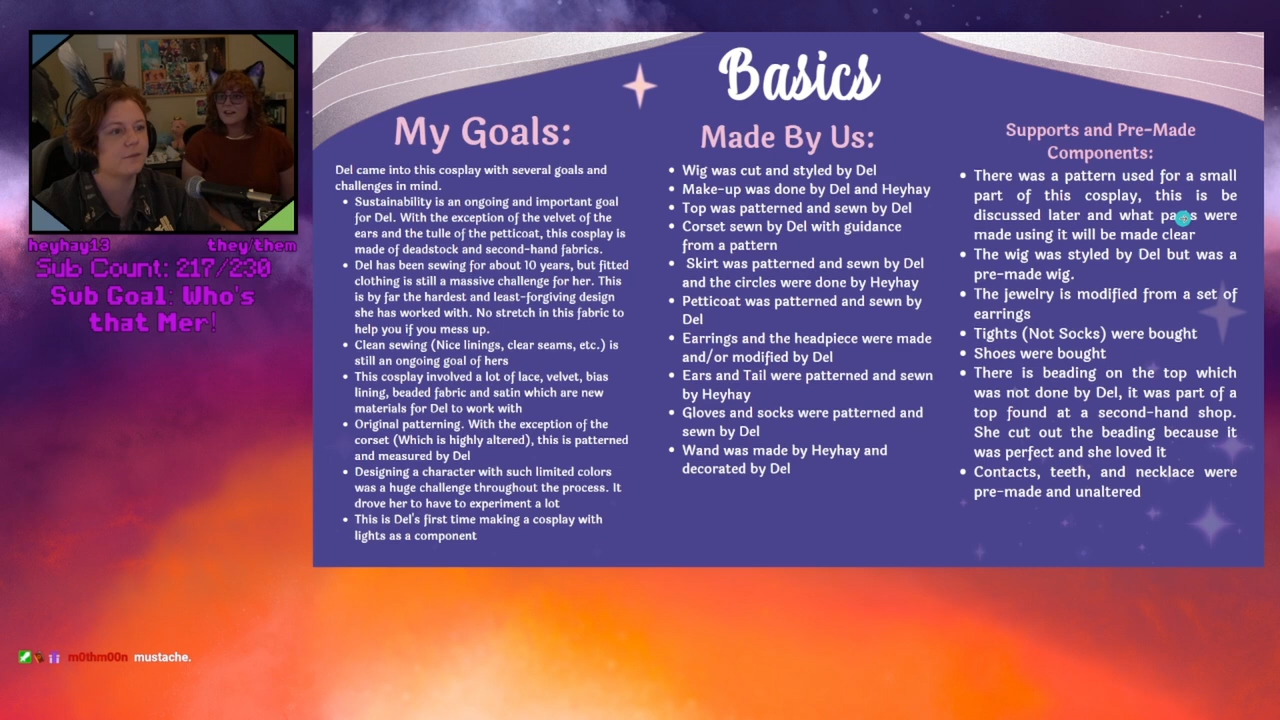 heyhay13 they/them
Sub Count: 217/230
Sub Goal: Who's
that Mer!
Basics
My Goals:
Del came into this cosplay with several goals and
challenges in mind.
• Sustainability is an ongoing and important goal
for Del. With the exception of the velvet of the
ears and the tulle of the petticoat, this cosplay is
made of deadstock and second-hand fabrics.
• Del has been sewing for about 10 years, but fitted
clothing is still a massive challenge for her. This
is by far the hardest and least-forgiving design
she has worked with. No stretch in this fabric to
help you if you mess up.
• Clean sewing (Nice linings, clear seams, etc.) is
still an ongoing goal of hers
• This cosplay involved a lot of lace, velvet, bias
lining, beaded fabric and satin which are new
materials for Del to work with
• Original patterning. With the exception of the
corset (Which is highly altered), this is patterned
and measured by Del
• Designing a character with such limited colors
was a huge challenge throughout the process. It
drove her to have to experiment a lot
• This is Del's first time making a cosplay with
lights as a component
Made By Us:
• Wig was cut and styled by Del
• Make-up was done by Del and Heyhay
• Top was patterned and sewn by Del
• Corset sewn by Del with guidance
from a pattern
• Skirt was patterned and sewn by Del
and the circles were done by Heyhay
• Petticoat was patterned and sewn by
Del
• Earrings and the headpiece were made
and/or modified by Del
• Ears and Tail were patterned and sewn
by Heyhay
• Gloves and socks were patterned and
sewn by Del
• Wand was made by Heyhay and
decorated by Del
Supports and Pre-Made
Components:
• There was a pattern used for a small
part of this cosplay, this is be
discussed later and what parts were
made using it will be made clear
• The wig was styled by Del but was a
pre-made wig.
• The jewelry is modified from a set of
earrings
• Tights (Not Socks) were bought
• Shoes were bought
• There is beading on the top which
was not done by Del, it was part of a
top found at a second-hand shop.
She cut out the beading because it
was perfect and she loved it
• Contacts, teeth, and necklace were
pre-made and unaltered
m0thm00n mustache.